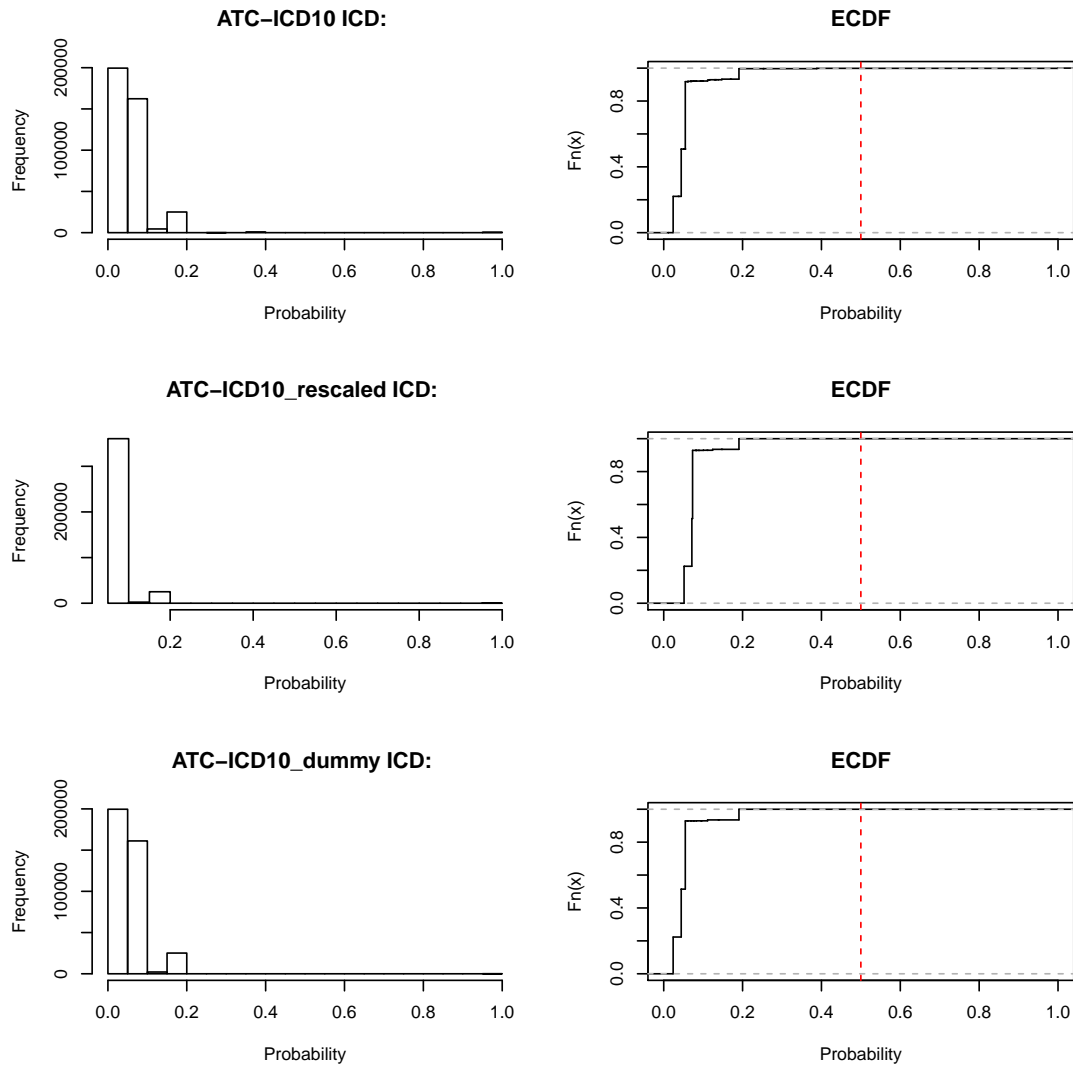 ATC−ICD10 ICD:
Frequency
0
100000
200000
0.0 0.2 0.4 0.6 0.8 1.0
Probability
ECDF
Fn(x)
0.0
0.4
0.8
0.0 0.2 0.4 0.6 0.8 1.0
Probability
ATC−ICD10_rescaled ICD:
Frequency
0
200000
0.2 0.4 0.6 0.8 1.0
Probability
ECDF
Fn(x)
0.0
0.4
0.8
0.0 0.2 0.4 0.6 0.8 1.0
Probability
ATC−ICD10_dummy ICD:
Frequency
0
100000
200000
0.0 0.2 0.4 0.6 0.8 1.0
Probability
ECDF
Fn(x)
0.0
0.4
0.8
0.0 0.2 0.4 0.6 0.8 1.0
Probability